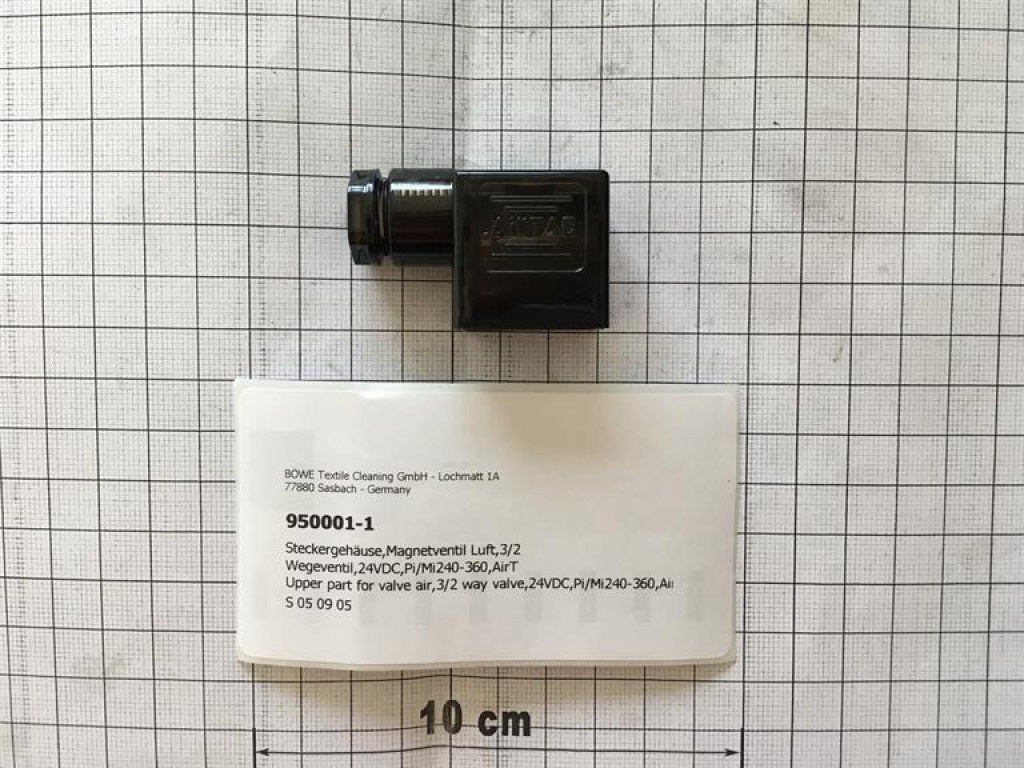 AirTAC
BÖWE Textile Cleaning GmbH - Lochmatt 1A
77880 Sasbach - Germany
950001-1
Steckergehäuse,Magnetventil Luft,3/2
Wegeventil,24VDC,Pi/Mi240-360,AirT
Upper part for valve air,3/2 way valve,24VDC,Pi/Mi240-360,Ai
S 05 09 05
10 cm